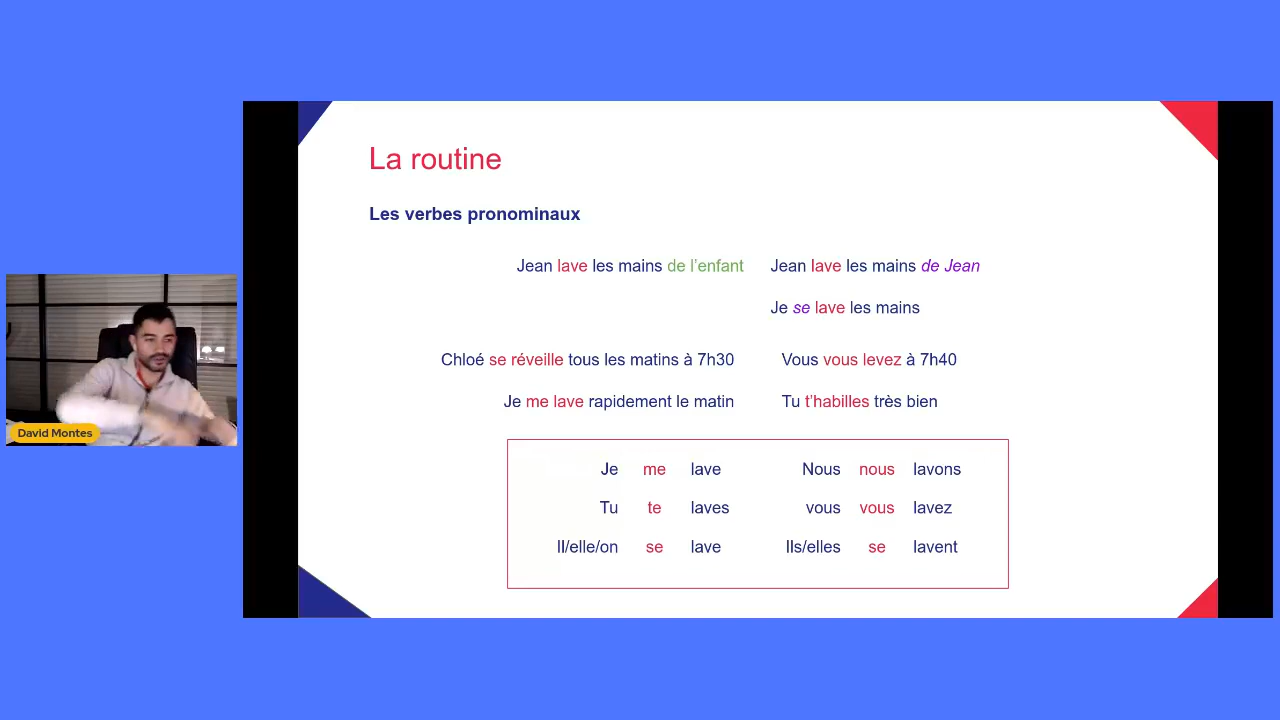 La routine
Les verbes pronominaux
Jean lave les mains de l'enfant
Jean lave les mains de Jean
Je se lave les mains
Chloé se réveille tous les matins à 7h30
Vous vous levez à 7h40
Je me lave rapidement le matin
Tu t'habilles très bien
Je me lave
Nous nous lavons
Tu te laves
vous vous lavez
Il/elle/on se lave
Ils/elles se lavent
David Montes